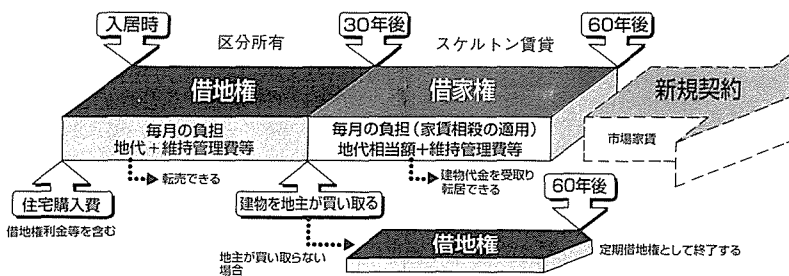 入居時
区分所有
30年後
スケルトン賃貸
60年後
借地権
借家権
新規契約
毎月の負担
地代＋維持管理費等
毎月の負担（家賃相殺の適用）
地代相当額＋維持管理費等
市場家賃
転売できる
建物代金を受取り
転居できる
住宅購入費
借地権利金等を含む
建物を地主が買い取る
60年後
地主が買い取らない
場合
借地権
定期借地権として終了する